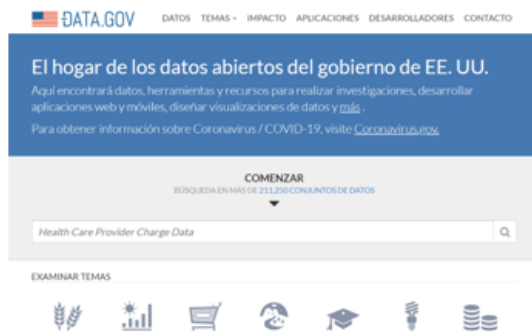 DATA.GOV
DATOS TEMAS IMPACTO APLICACIONES DESARROLLADORES CONTACTO
El hogar de los datos abiertos del gobierno de EE. UU.
Aquí encontrará datos, herramientas y recursos para realizar investigaciones, desarrollar
aplicaciones web y móviles, diseñar visualizaciones de datos y más .
Para obtener información sobre Coronavirus / COVID-19, visite Coronavirus.gov.
COMENZAR
BÚSQUEDA EN MÁS DE 211,250 CONJUNTOS DE DATOS
Health Care Provider Charge Data
EXAMINAR TEMAS